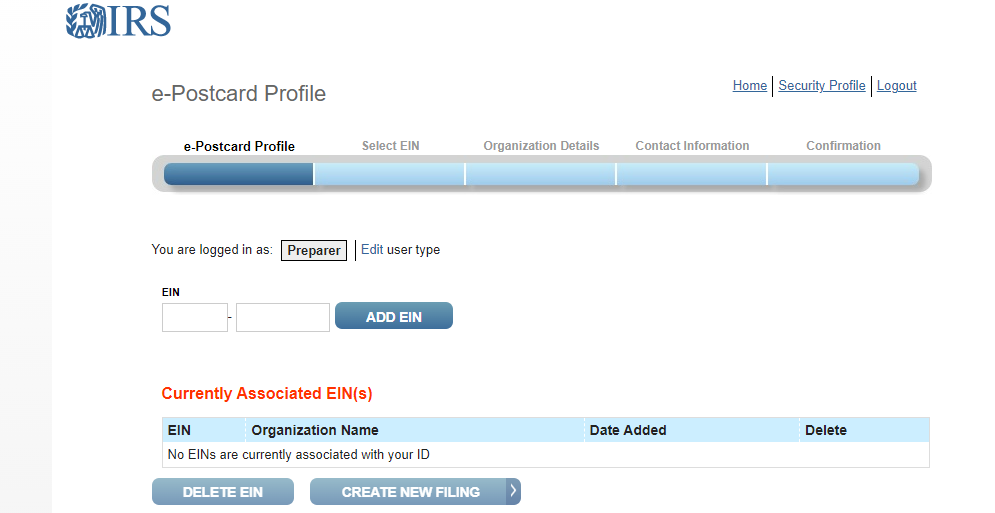 IRS
e-Postcard Profile
Home Security Profile Logout
e-Postcard Profile Select EIN Organization Details Contact Information Confirmation
You are logged in as: Preparer Edit user type
EIN
- ADD EIN
Currently Associated EIN(s)
EIN Organization Name Date Added Delete
No EINs are currently associated with your ID
DELETE EIN CREATE NEW FILING